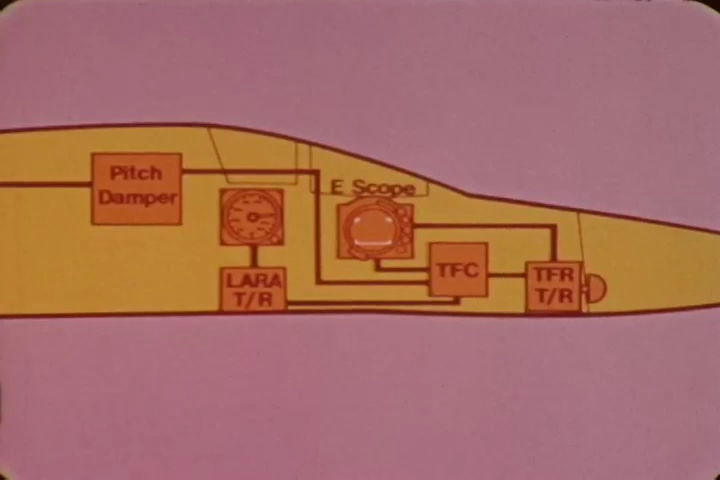 Pitch
Damper
E Scope
LARA
T/R
TFC
TFR
T/R